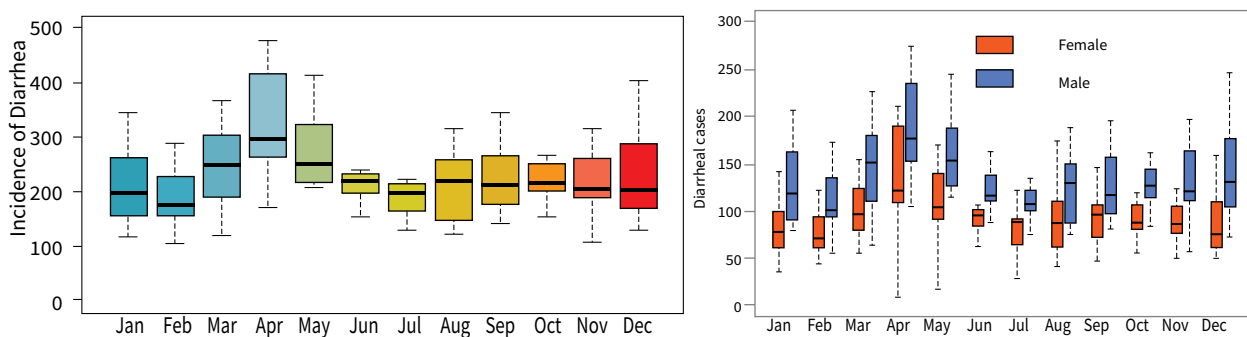 Incidence of Diarrhea
500
400
300
200
100
0
Jan Feb Mar Apr May Jun Jul Aug Sep Oct Nov Dec
Diarrheal cases
300
250
200
150
100
50
0
Female
Male
Jan Feb Mar Apr May Jun Jul Aug Sep Oct Nov Dec